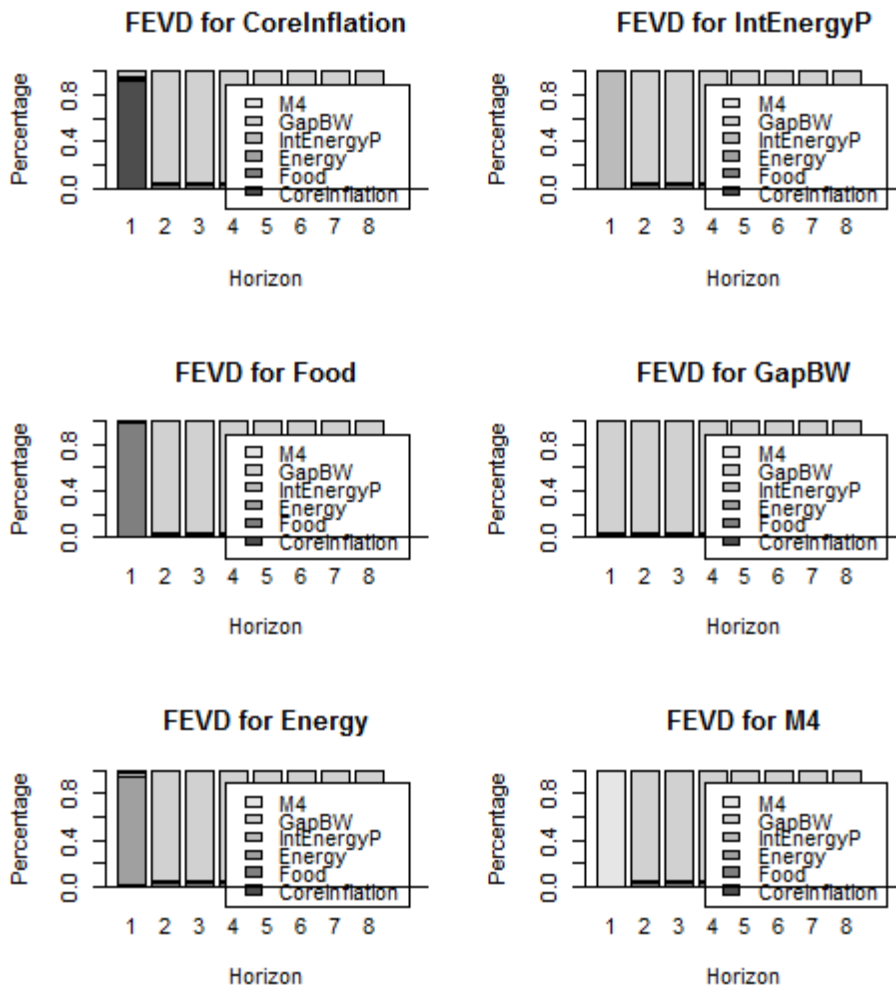 FEVD for CoreInflation
Percentage
0.8
0.4
0.0
M4
GapBW
IntEnergyP
Energy
Food
CoreInflation
1 2 3 4 5 6 7 8
Horizon
FEVD for IntEnergyP
Percentage
0.8
0.4
0.0
M4
GapBW
IntEnergyP
Energy
Food
CoreInflation
1 2 3 4 5 6 7 8
Horizon
FEVD for Food
Percentage
0.8
0.4
0.0
M4
GapBW
IntEnergyP
Energy
Food
CoreInflation
1 2 3 4 5 6 7 8
Horizon
FEVD for GapBW
Percentage
0.8
0.4
0.0
M4
GapBW
IntEnergyP
Energy
Food
CoreInflation
1 2 3 4 5 6 7 8
Horizon
FEVD for Energy
Percentage
0.8
0.4
0.0
M4
GapBW
IntEnergyP
Energy
Food
CoreInflation
1 2 3 4 5 6 7 8
Horizon
FEVD for M4
Percentage
0.8
0.4
0.0
M4
GapBW
IntEnergyP
Energy
Food
CoreInflation
1 2 3 4 5 6 7 8
Horizon